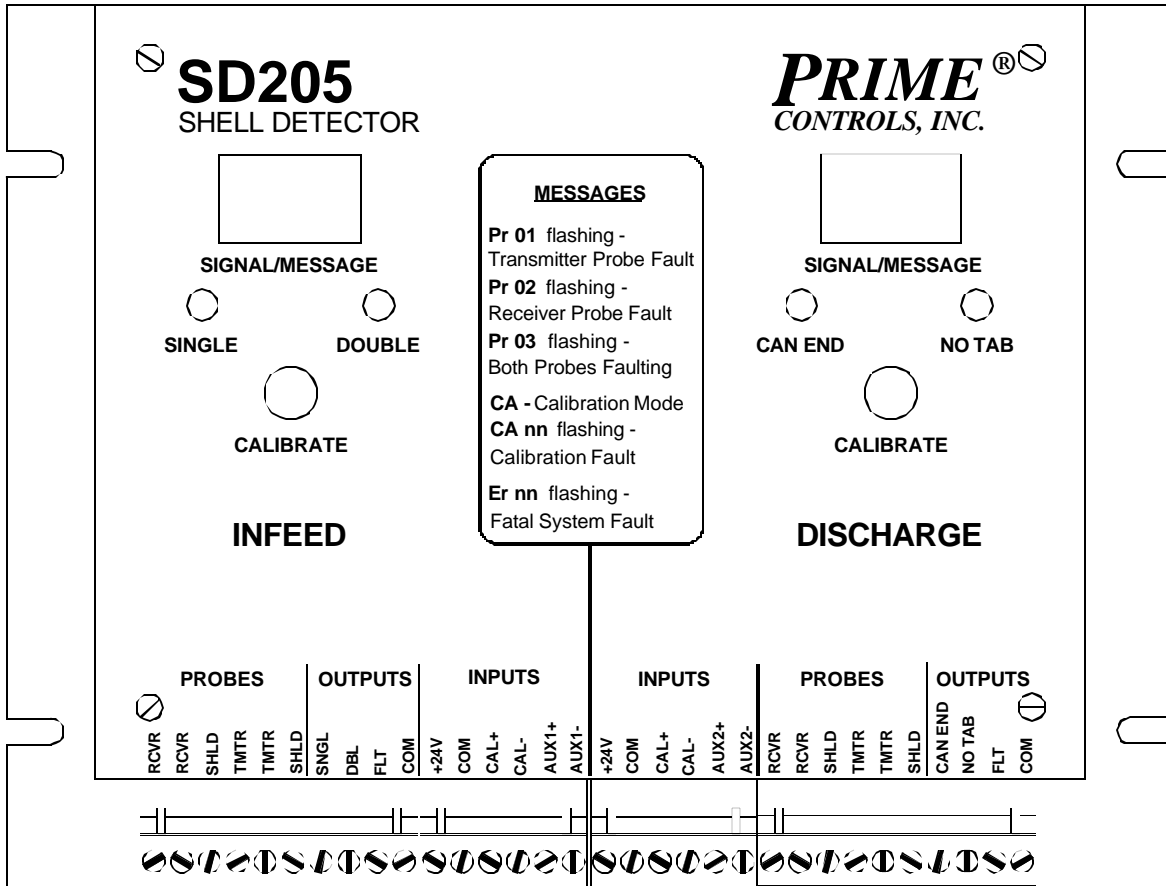 SD205
SHELL DETECTOR
PRIME ®
CONTROLS, INC.
SIGNAL/MESSAGE
SINGLE
DOUBLE
CALIBRATE
INFEED
MESSAGES
Pr 01 flashing -
Transmitter Probe Fault
Pr 02 flashing -
Receiver Probe Fault
Pr 03 flashing -
Both Probes Faulting
CA - Calibration Mode
CA nn flashing -
Calibration Fault
Er nn flashing -
Fatal System Fault
SIGNAL/MESSAGE
CAN END
NO TAB
CALIBRATE
DISCHARGE
PROBES
OUTPUTS
INPUTS
INPUTS
PROBES
OUTPUTS
RCVR
RCVR
SHLD
TMTR
TMTR
SHLD
SNGL
DBL
FLT
COM
+24V
COM
CAL+
CAL-
AUX1+
AUX1-
+24V
COM
CAL+
CAL-
AUX2+
AUX2-
RCVR
RCVR
SHLD
TMTR
TMTR
SHLD
CAN END
NO TAB
FLT
COM